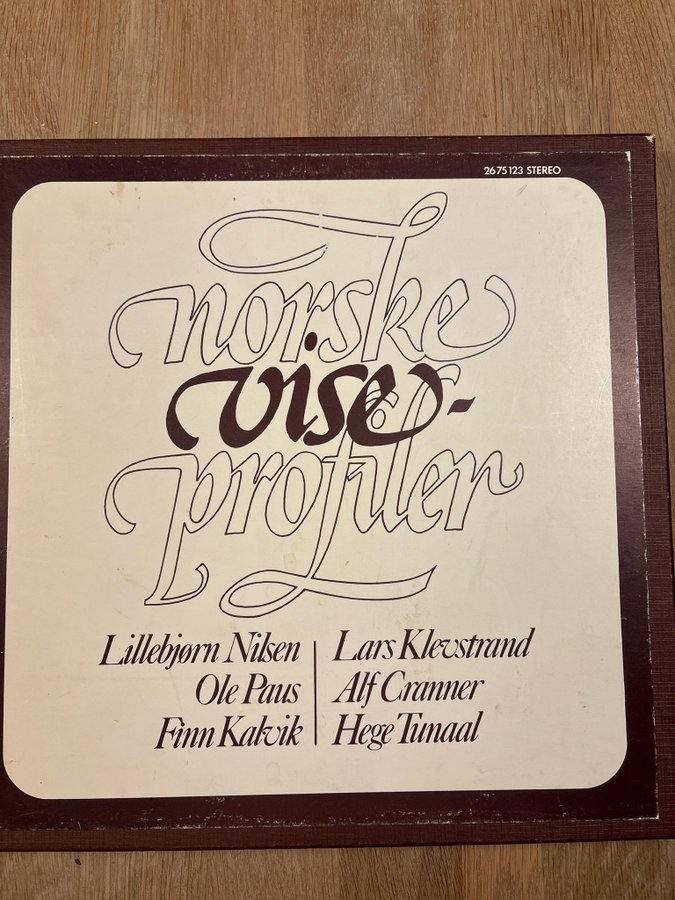 2675123 STEREO
norske
vise-
profiler
Lillebjørn Nilsen
Ole Paus
Finn Kalvik
Lars Klevstrand
Alf Cranner
Hege Tunaal